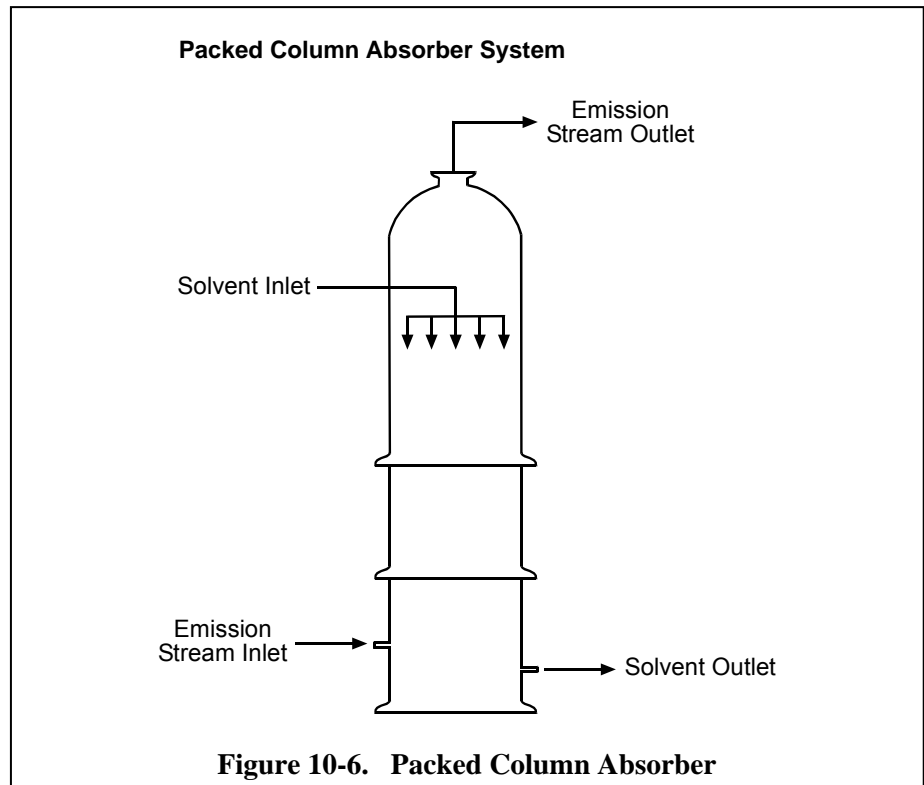 Packed Column Absorber System
Emission
Stream Outlet
Solvent Inlet
Emission
Stream Inlet
Solvent Outlet
Figure 10-6. Packed Column Absorber